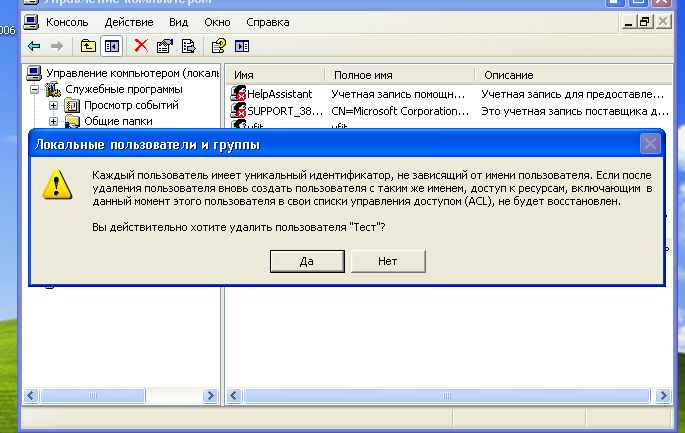 Управление компьютером
006
Консоль Действие Вид Окно Справка
Управление компьютером (локаль
Служебные программы
Просмотр событий
Общие папки
Имя Полное имя Описание
HelpAssistant Учетная запись помощн... Учетная запись для предоставле...
SUPPORT_38... CN=Microsoft Corporation... Это учетная запись поставщика д...
ufit ufit
Локальные пользователи и группы
Каждый пользователь имеет уникальный идентификатор, не зависящий от имени пользователя. Если после
удаления пользователя вновь создать пользователя с таким же именем, доступ к ресурсам, включающим в
данный момент этого пользователя в свои списки управления доступом (ACL), не будет восстановлен.
Вы действительно хотите удалить пользователя "Тест"?
Да Нет